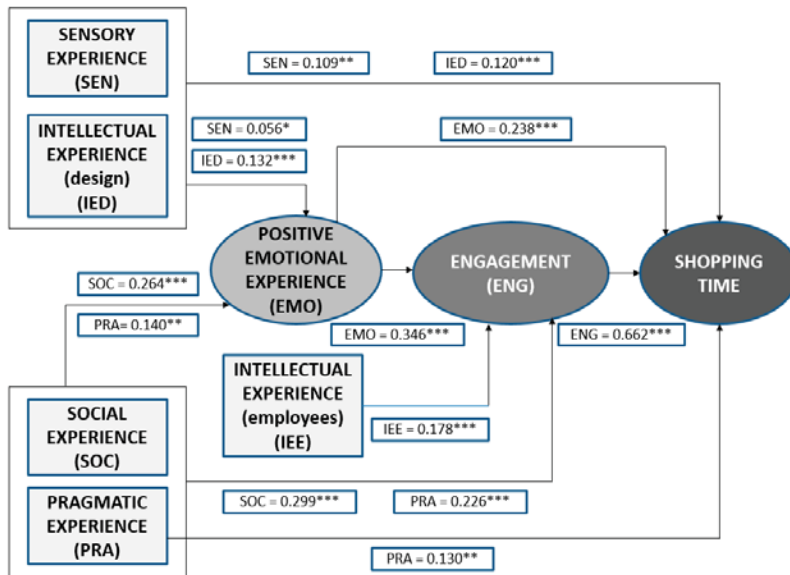 SENSORY
EXPERIENCE
(SEN)
SEN = 0.109**
IED = 0.120***
INTELLECTUAL
EXPERIENCE
(design)
(IED)
SEN = 0.056*
IED = 0.132***
EMO = 0.238***
POSITIVE
EMOTIONAL
EXPERIENCE
(EMO)
ENGAGEMENT
(ENG)
SHOPPING
TIME
SOC = 0.264***
PRA= 0.140**
EMO = 0.346***
ENG = 0.662***
INTELLECTUAL
EXPERIENCE
(employees)
(IEE)
IEE = 0.178***
SOCIAL
EXPERIENCE
(SOC)
SOC = 0.299***
PRA = 0.226***
PRAGMATIC
EXPERIENCE
(PRA)
PRA = 0.130**